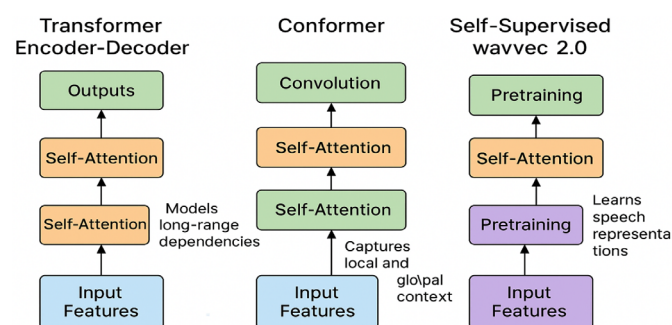 Transformer
Encoder-Decoder
Outputs
Self-Attention
Self-Attention
Models
long-range
dependencies
Input
Features
Conformer
Convolution
Self-Attention
Self-Attention
Captures
local and
glo\pal
context
Input
Features
Self-Supervised
wavvec 2.0
Pretraining
Self-Attention
Pretraining
Learns
speech
representa
tions
Input
Features